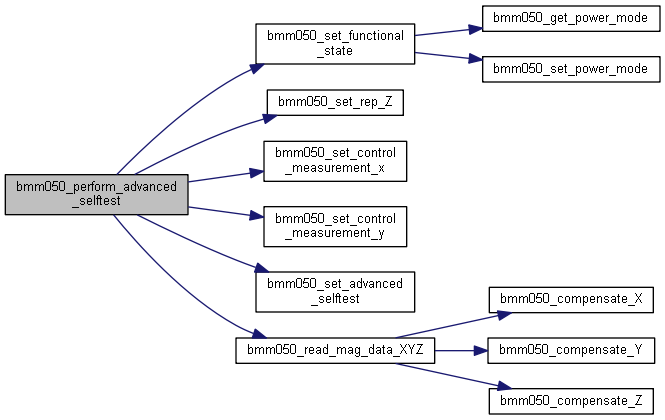 bmm050_perform_advanced
_selftest
bmm050_set_functional
_state
bmm050_get_power_mode
bmm050_set_power_mode
bmm050_set_rep_Z
bmm050_set_control
_measurement_x
bmm050_set_control
_measurement_y
bmm050_set_advanced
_selftest
bmm050_read_mag_data_XYZ
bmm050_compensate_X
bmm050_compensate_Y
bmm050_compensate_Z